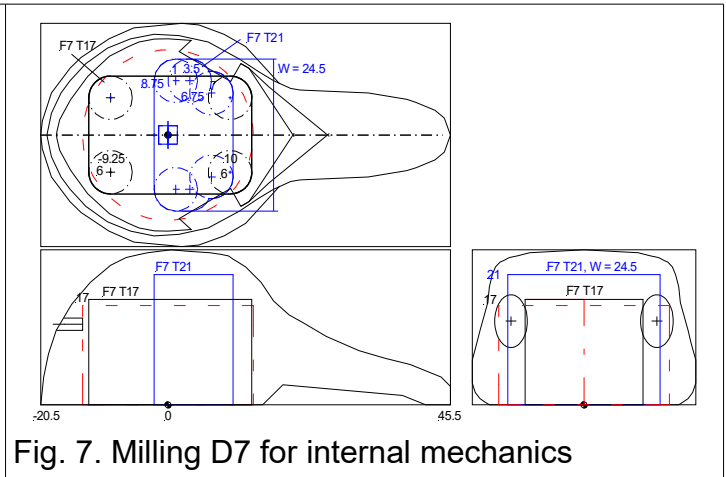 F7 T17
F7 T21
W = 24.5
.1 3.5
8.75
6.75
-9.25
6
.10
6
F7 T21
.17
F7 T17
-20.5
0
45.5
21
F7 T21, W = 24.5
.17
F7 T17
Fig. 7. Milling D7 for internal mechanics